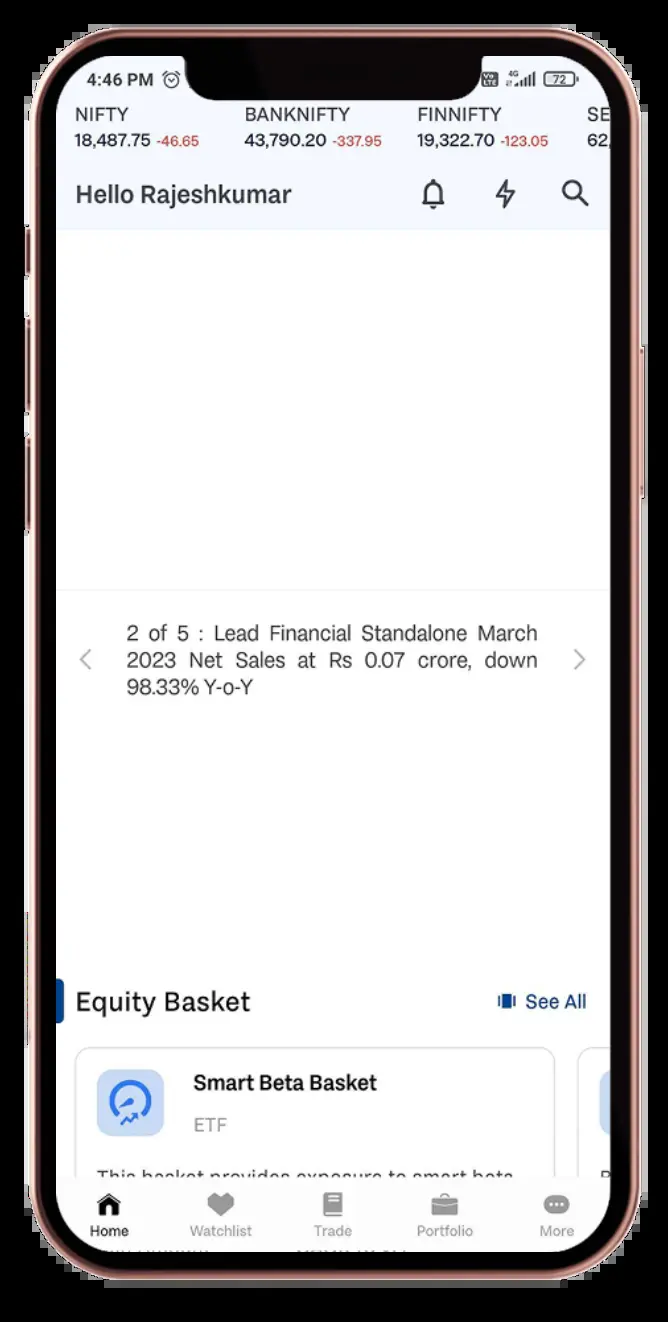 4:46 PM
Vo LTE 4G 72
NIFTY BANKNIFTY FINNIFTY SE
18,487.75 -46.65 43,790.20 -337.95 19,322.70 -123.05 62,
Hello Rajeshkumar
2 of 5 : Lead Financial Standalone March
2023 Net Sales at Rs 0.07 crore, down
98.33% Y-o-Y
Equity Basket See All
Smart Beta Basket
ETF
This basket provides exposure to smart beta
Home Watchlist Trade Portfolio More